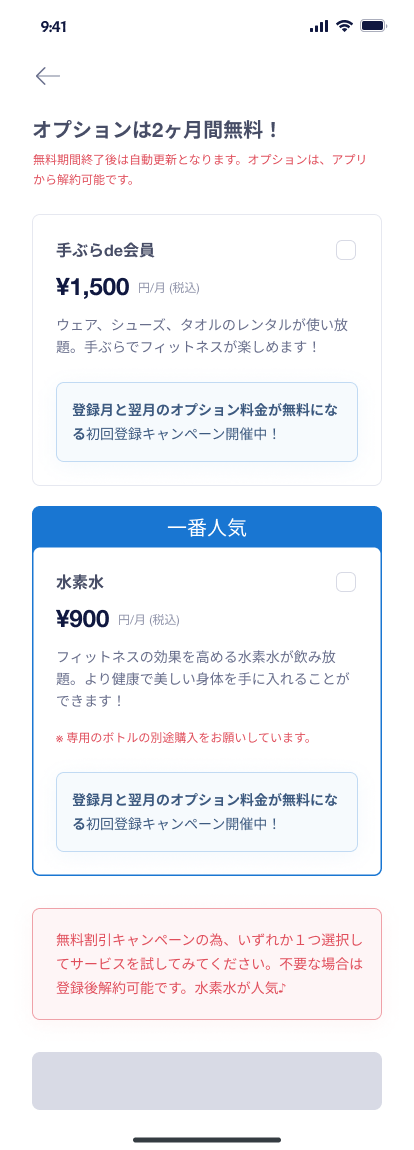 9:41
オプションは2ヶ月間無料！
無料期間終了後は自動更新となります。オプションは、アプリ
から解約可能です。
手ぶらde会員
¥1,500 円/月 (税込)
ウェア、シューズ、タオルのレンタルが使い放
題。手ぶらでフィットネスが楽しめます！
登録月と翌月のオプション料金が無料にな
る初回登録キャンペーン開催中！
一番人気
水素水
¥900 円/月 (税込)
フィットネスの効果を高める水素水が飲み放
題。より健康で美しい身体を手に入れることが
できます！
※ 専用のボトルの別途購入をお願いしています。
登録月と翌月のオプション料金が無料にな
る初回登録キャンペーン開催中！
無料割引キャンペーンの為、いずれか１つ選択し
てサービスを試してみてください。不要な場合は
登録後解約可能です。水素水が人気♪